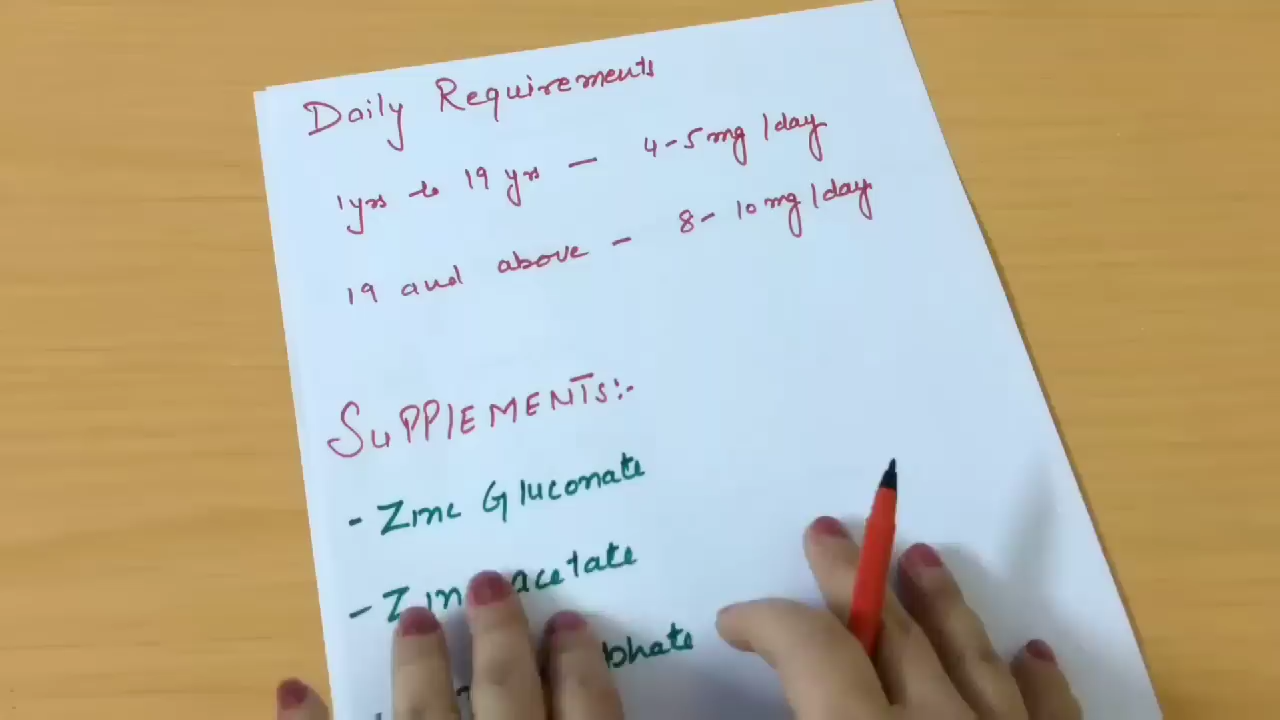 Daily Requirements
1yrs to 19 yrs - 4-5mg/day
19 and above - 8-10mg/day
SUPPLEMENTS:-
- Zinc Gluconate
- Zinc acetate